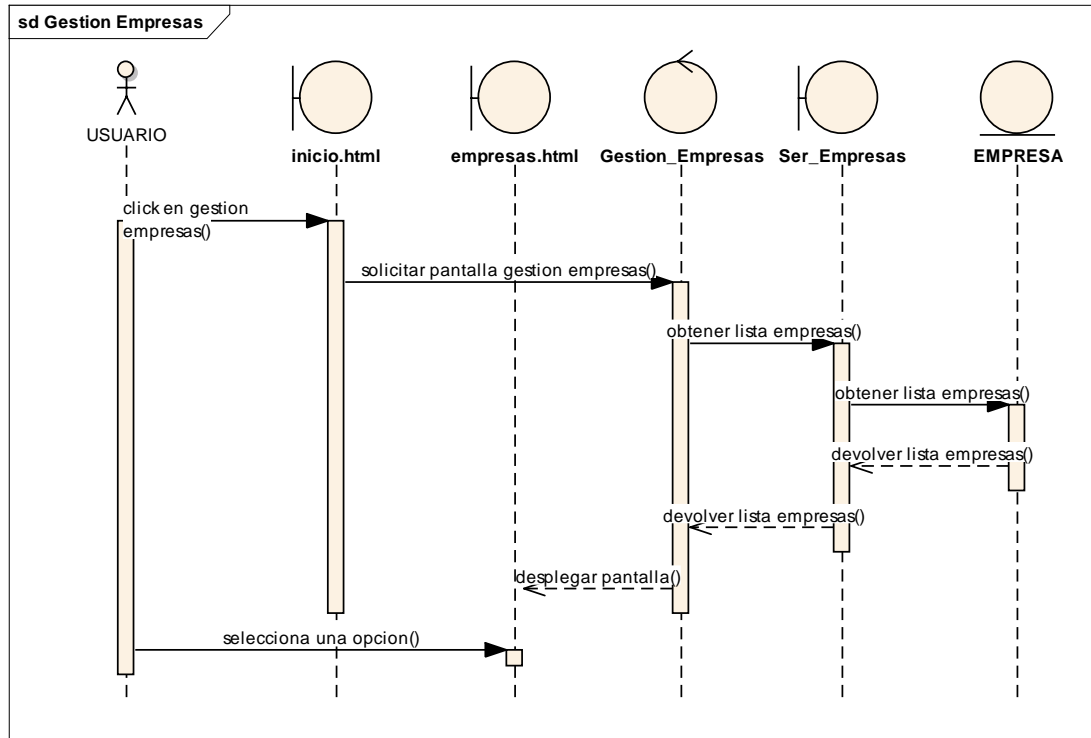 sd Gestion Empresas
USUARIO
inicio.html
empresas.html
Gestion_Empresas
Ser_Empresas
EMPRESA
click en gestion
empresas()
solicitar pantalla gestion empresas()
obtener lista empresas()
obtener lista empresas()
devolver lista empresas()
devolver lista empresas()
desplegar pantalla()
selecciona una opcion()